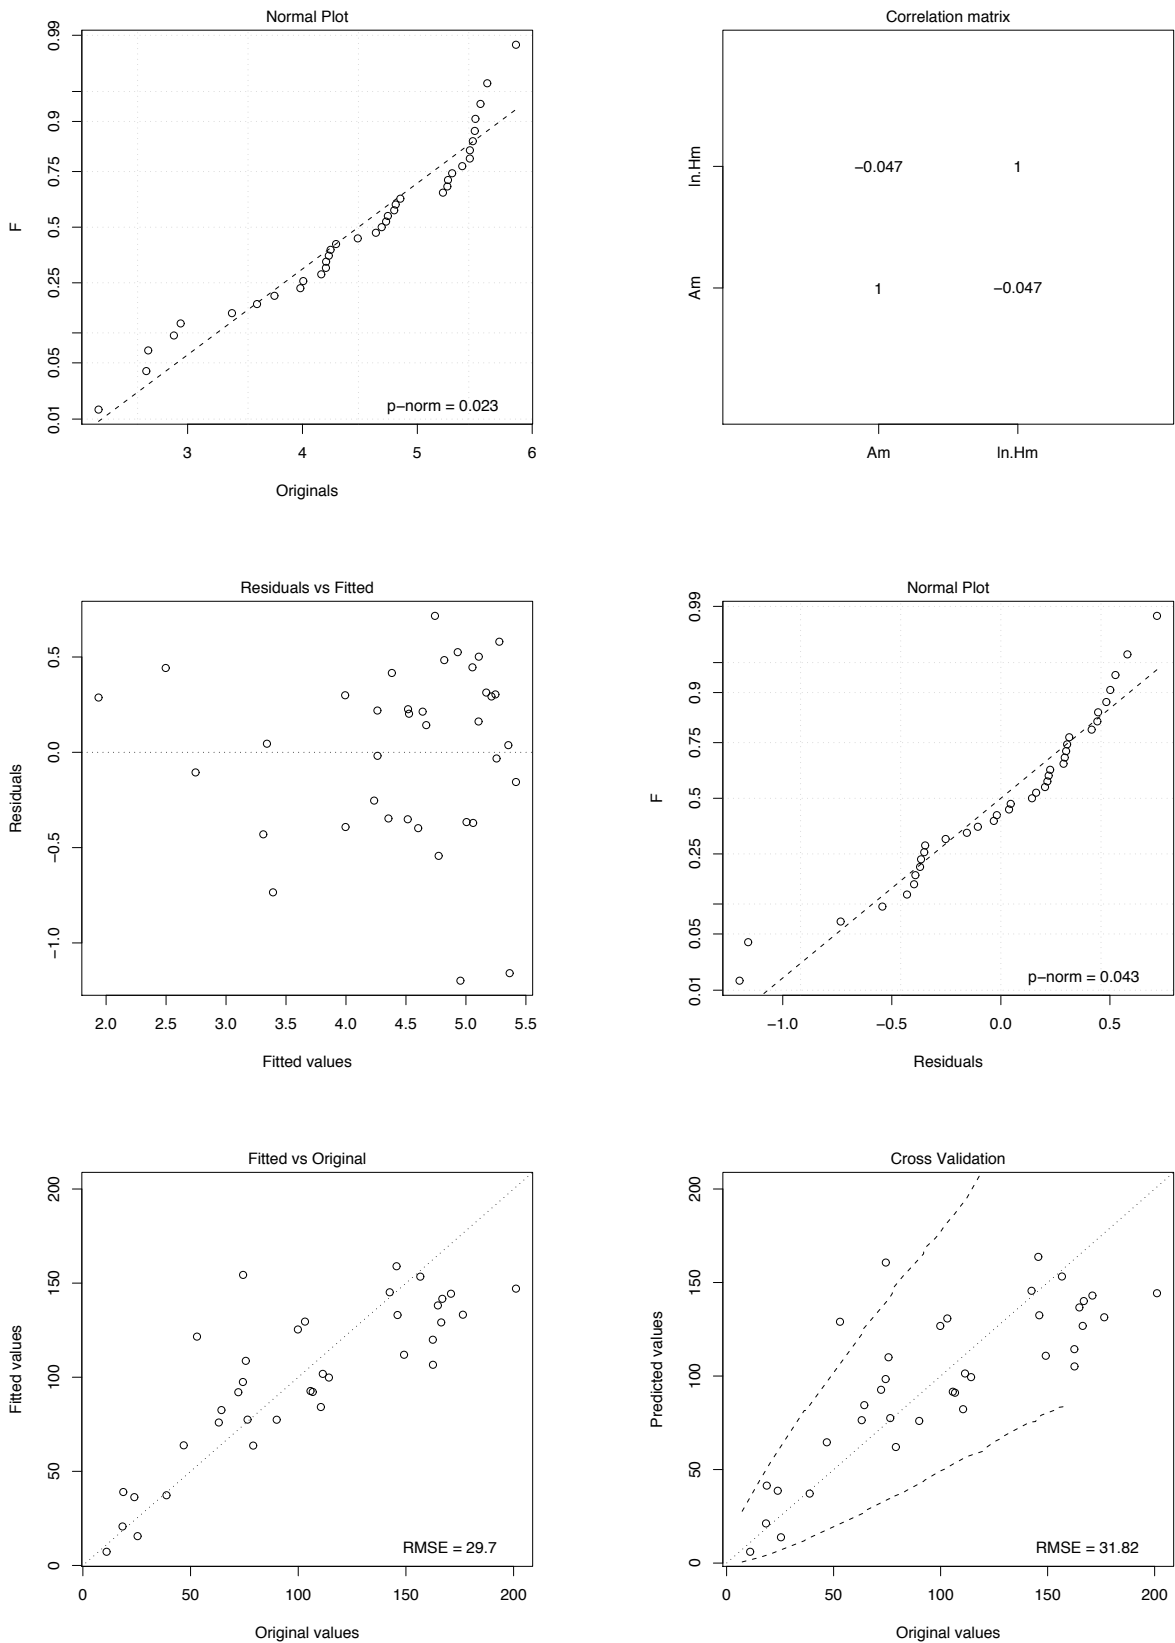 Normal Plot
0.99
0.9
0.75
0.5
0.25
0.05
0.01
F
p−norm = 0.023
3 4 5 6
Originals
Correlation matrix
ln.Hm
Am
−0.047 1
1 −0.047
Am ln.Hm
Residuals vs Fitted
0.5
0.0
−0.5
−1.0
Residuals
2.0 2.5 3.0 3.5 4.0 4.5 5.0 5.5
Fitted values
Normal Plot
0.99
0.9
0.75
0.5
0.25
0.05
0.01
F
p−norm = 0.043
−1.0 −0.5 0.0 0.5
Residuals
Fitted vs Original
200
150
100
50
0
Fitted values
RMSE = 29.7
0 50 100 150 200
Original values
Cross Validation
200
150
100
50
0
Predicted values
RMSE = 31.82
0 50 100 150 200
Original values